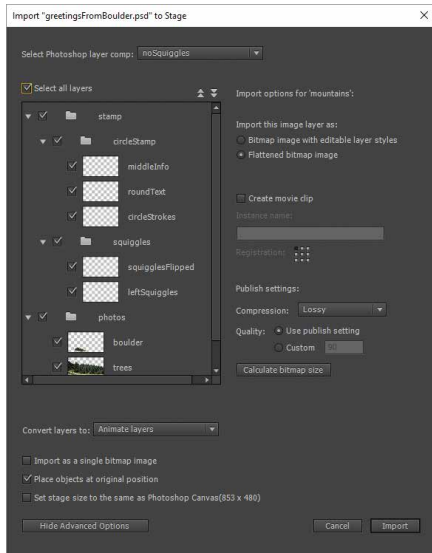 Import "greetingsFromBoulder.psd" to Stage
Select Photoshop layer comp: noSquiggles
Select all layers
stamp
circleStamp
middleInfo
roundText
circleStrokes
squiggles
squigglesFlipped
leftSquiggles
photos
boulder
trees
Import options for 'mountains':
Import this image layer as:
Bitmap image with editable layer styles
Flattened bitmap image
Create movie clip
Instance name:
Registration:
Publish settings:
Compression: Lossy
Quality: Use publish setting
Custom 90
Calculate bitmap size
Convert layers to: Animate layers
Import as a single bitmap image
Place objects at original position
Set stage size to the same as Photoshop Canvas(853 x 480)
Hide Advanced Options Cancel Import